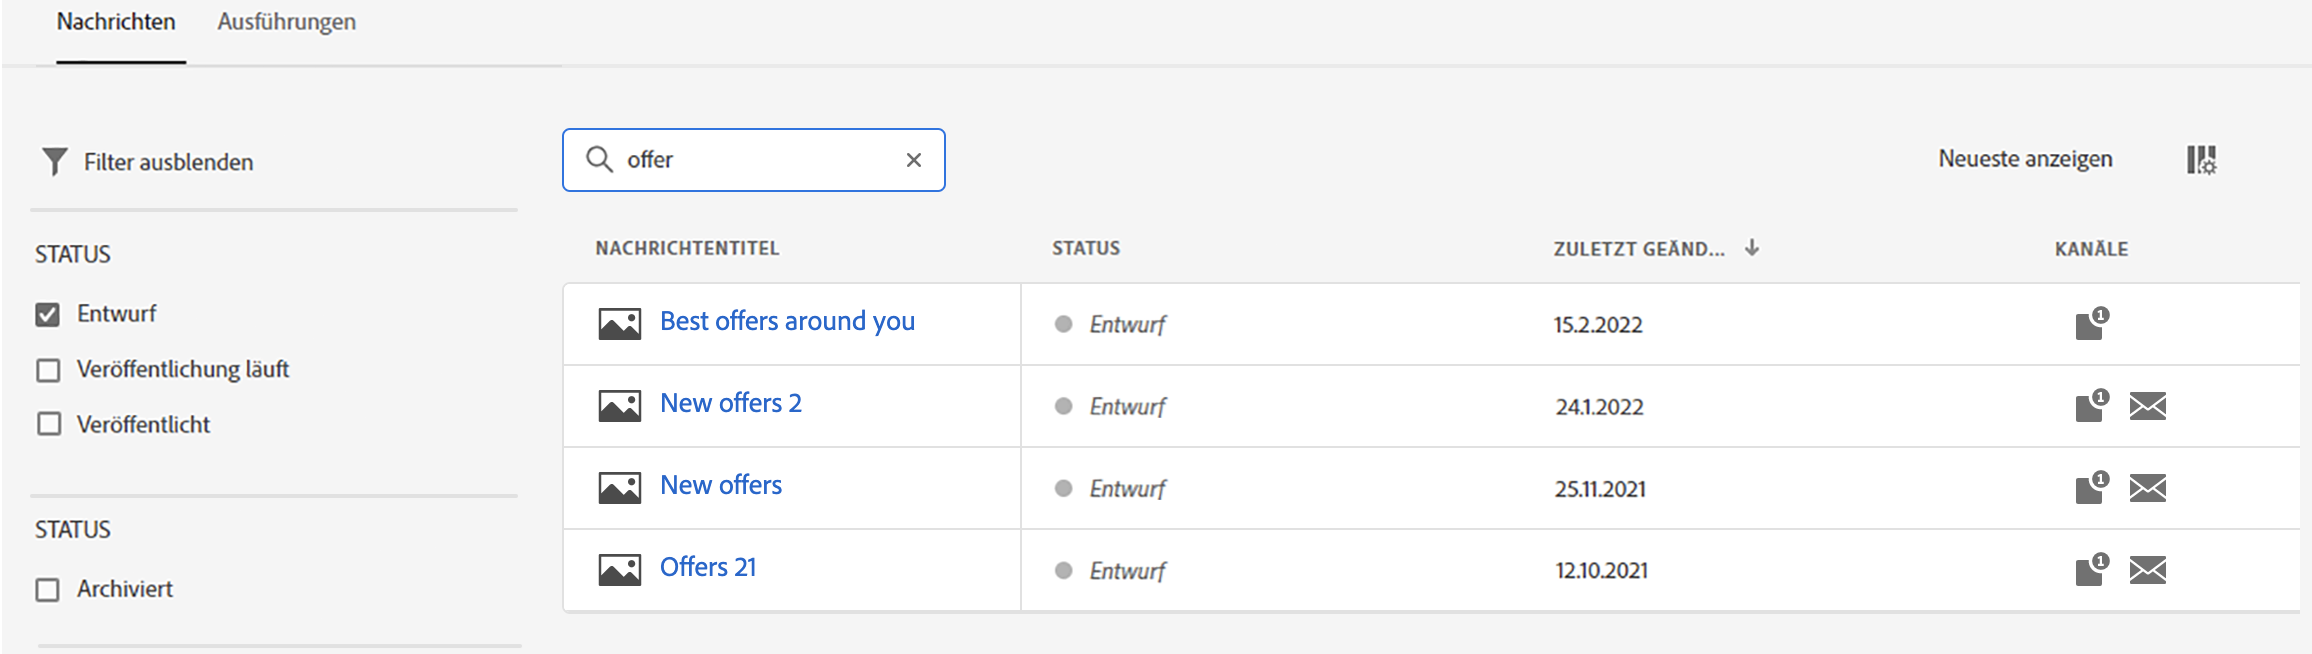 Nachrichten Ausführungen
Filter ausblenden
offer
Neueste anzeigen
STATUS
Entwurf
Veröffentlichung läuft
Veröffentlicht
STATUS
Archiviert
NACHRICHTENTITEL STATUS ZULETZT GEÄND... KANÄLE
Best offers around you Entwurf 15.2.2022 1
New offers 2 Entwurf 24.1.2022 1
New offers Entwurf 25.11.2021 1
Offers 21 Entwurf 12.10.2021 1